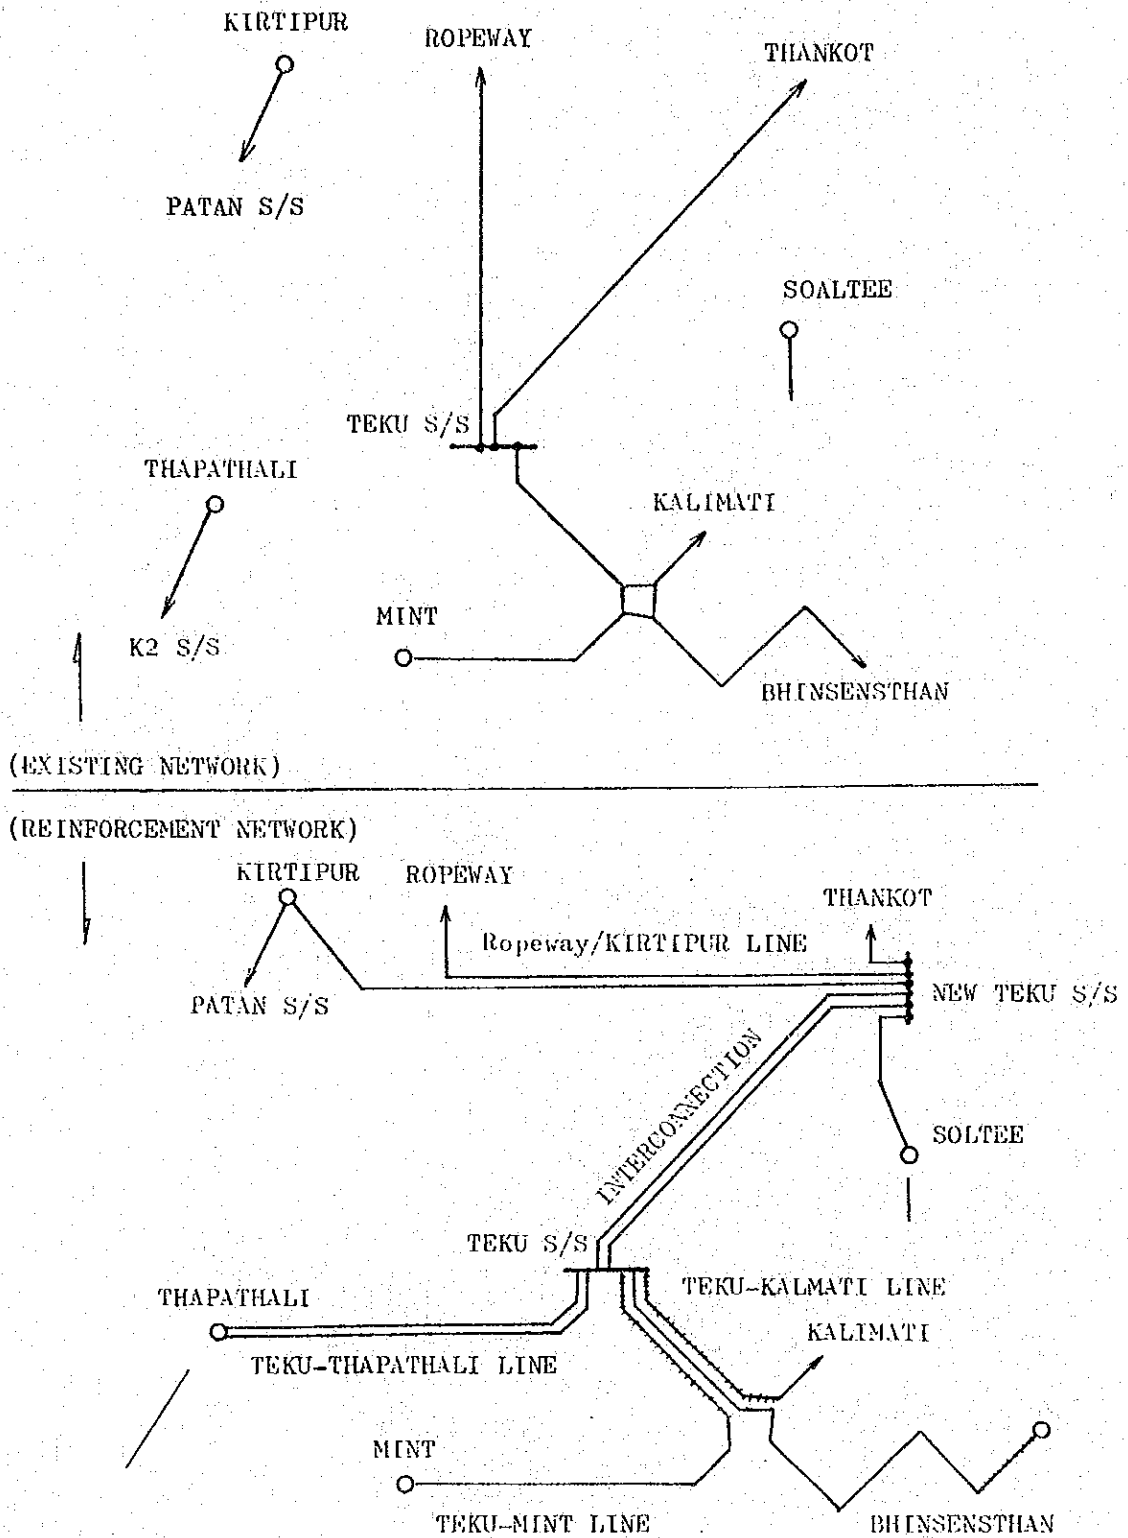 KIRTIPUR
ROPEWAY
THANKOT
PATAN S/S
SOALTEE
TEKU S/S
THAPATHALI
KALIMATI
MINT
K2 S/S
BHINSENSTHAN
(EXISTING NETWORK)
(REINFORCEMENT NETWORK)
KIRTIPUR
ROPEWAY
THANKOT
Ropeway/KIRTIPUR LINE
PATAN S/S
NEW TEKU S/S
INTERCONNECTION
SOLTEE
TEKU S/S
TEKU-KALMATI LINE
THAPATHALI
KALIMATI
TEKU-THAPATHALI LINE
MINT
TEKU-MINT LINE
BHINSENSTHAN